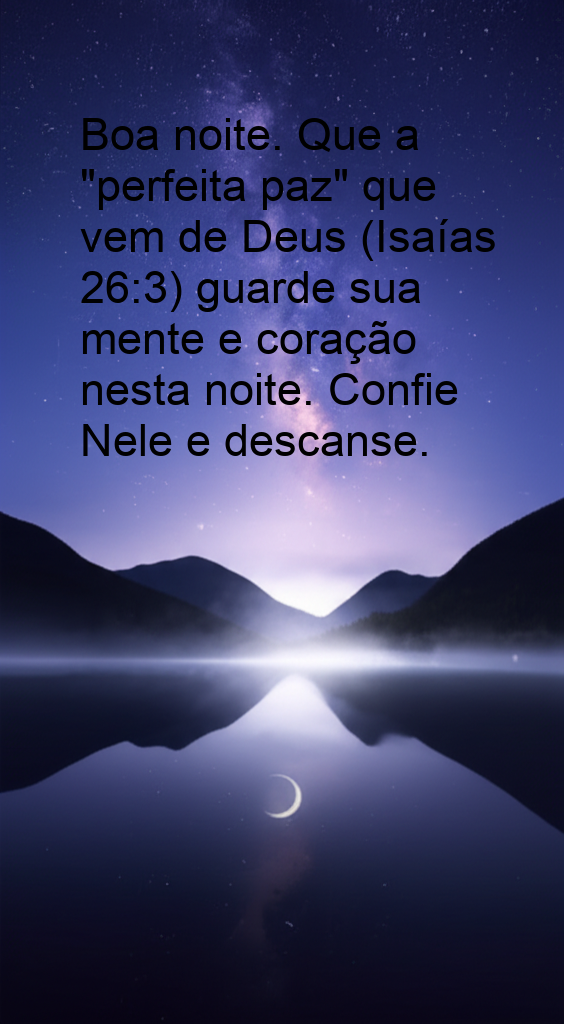 Boa noite. Que a
"perfeita paz" que
vem de Deus (Isaías
26:3) guarde sua
mente e coração
nesta noite. Confie
Nele e descanse.